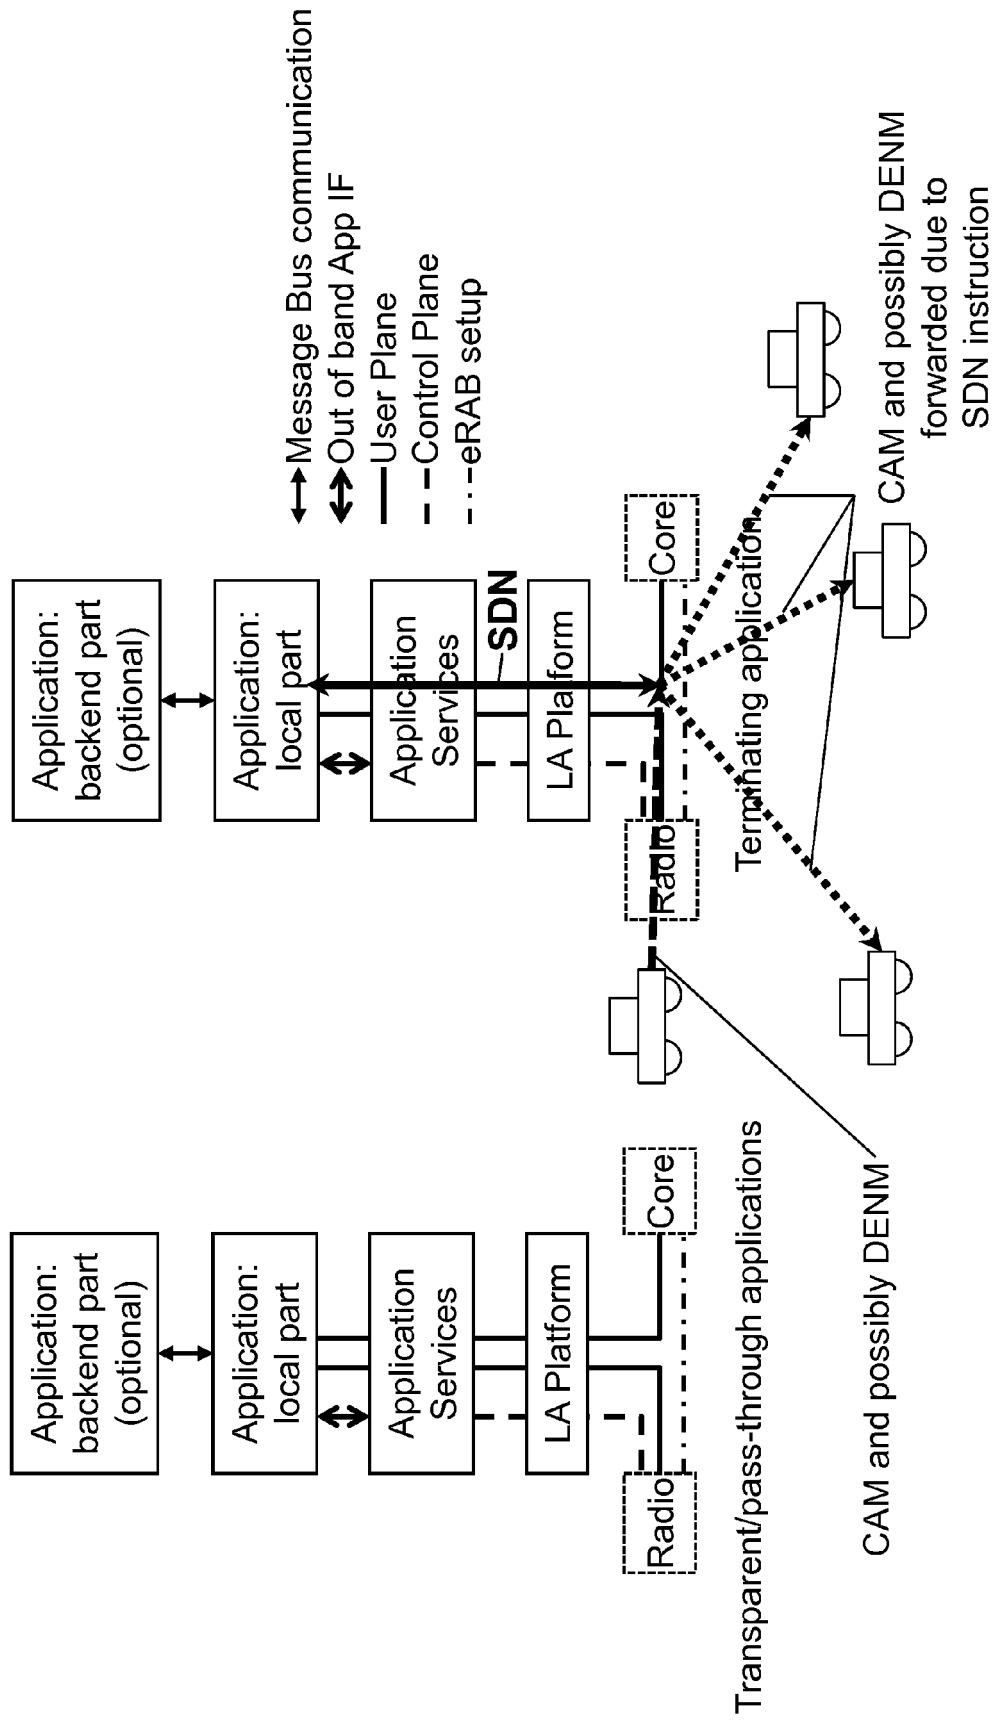 Application:
backend part
(optional)
Application:
local part
Application
Services
LA Platform
Radio
Core
Transparent/pass-through applications
CAM and possibly DENM
Application:
backend part
(optional)
Application:
local part
Application
Services
SDN
LA Platform
Radio
Core
Terminating application
Message Bus communication
Out of band App IF
User Plane
Control Plane
eRAB setup
CAM and possibly DENM
forwarded due to
SDN instruction